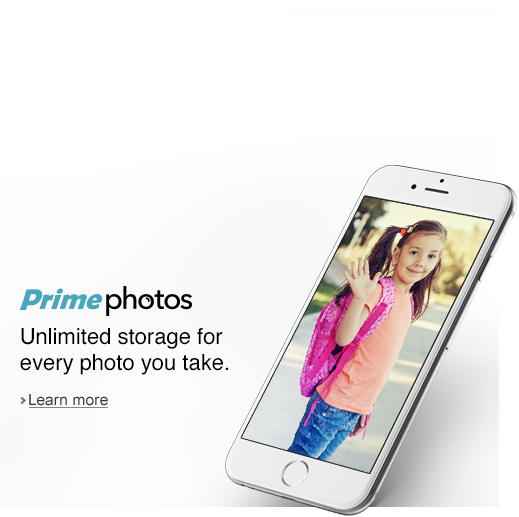 Prime photos
Unlimited storage for
every photo you take.
›Learn more